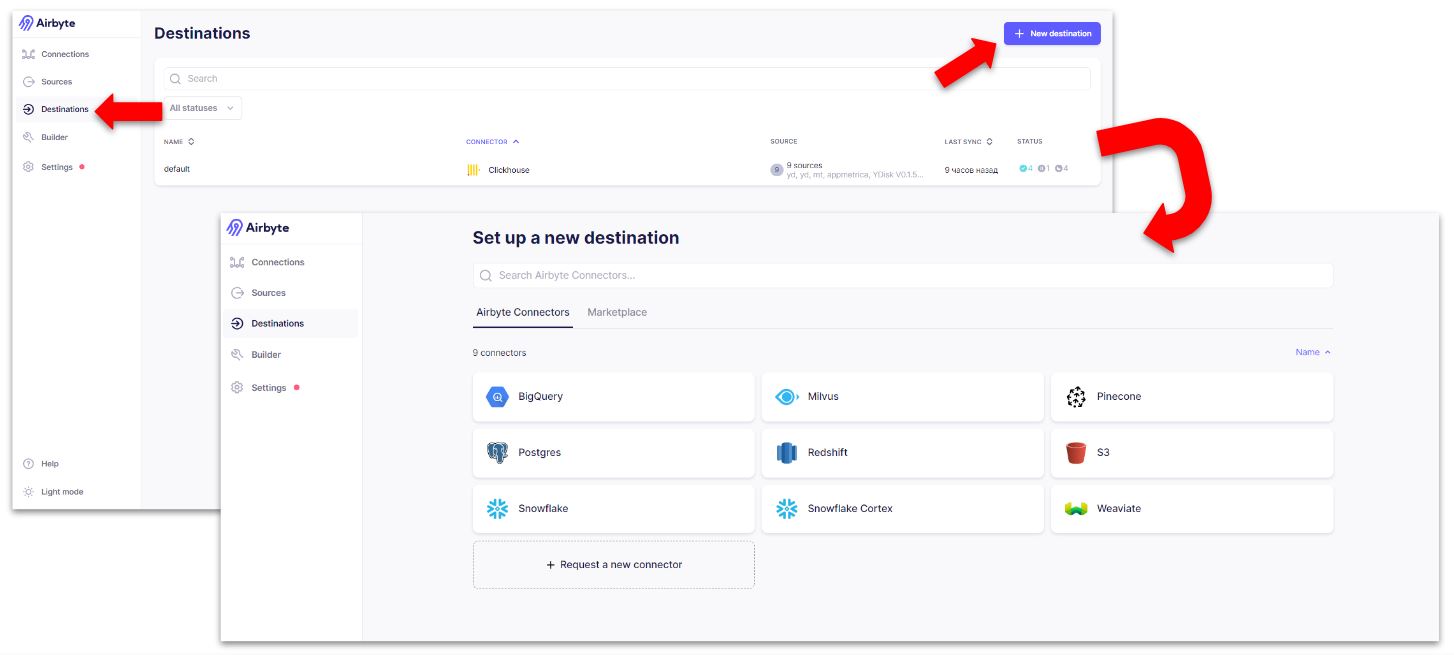 Airbyte
Connections
Sources
Destinations
Builder
Settings
Help
Light mode
Destinations
+ New destination
Search
All statuses
NAME CONNECTOR SOURCE LAST SYNC STATUS
default Clickhouse 9 9 sources 9 часов назад 4 1 4
yd, yd, mt, appmetrica, YDisk V0.1.5...
Airbyte
Connections
Sources
Destinations
Builder
Settings
Set up a new destination
Search Airbyte Connectors...
Airbyte Connectors Marketplace
9 connectors Name
BigQuery Milvus Pinecone
Postgres Redshift S3
Snowflake Snowflake Cortex Weaviate
+ Request a new connector